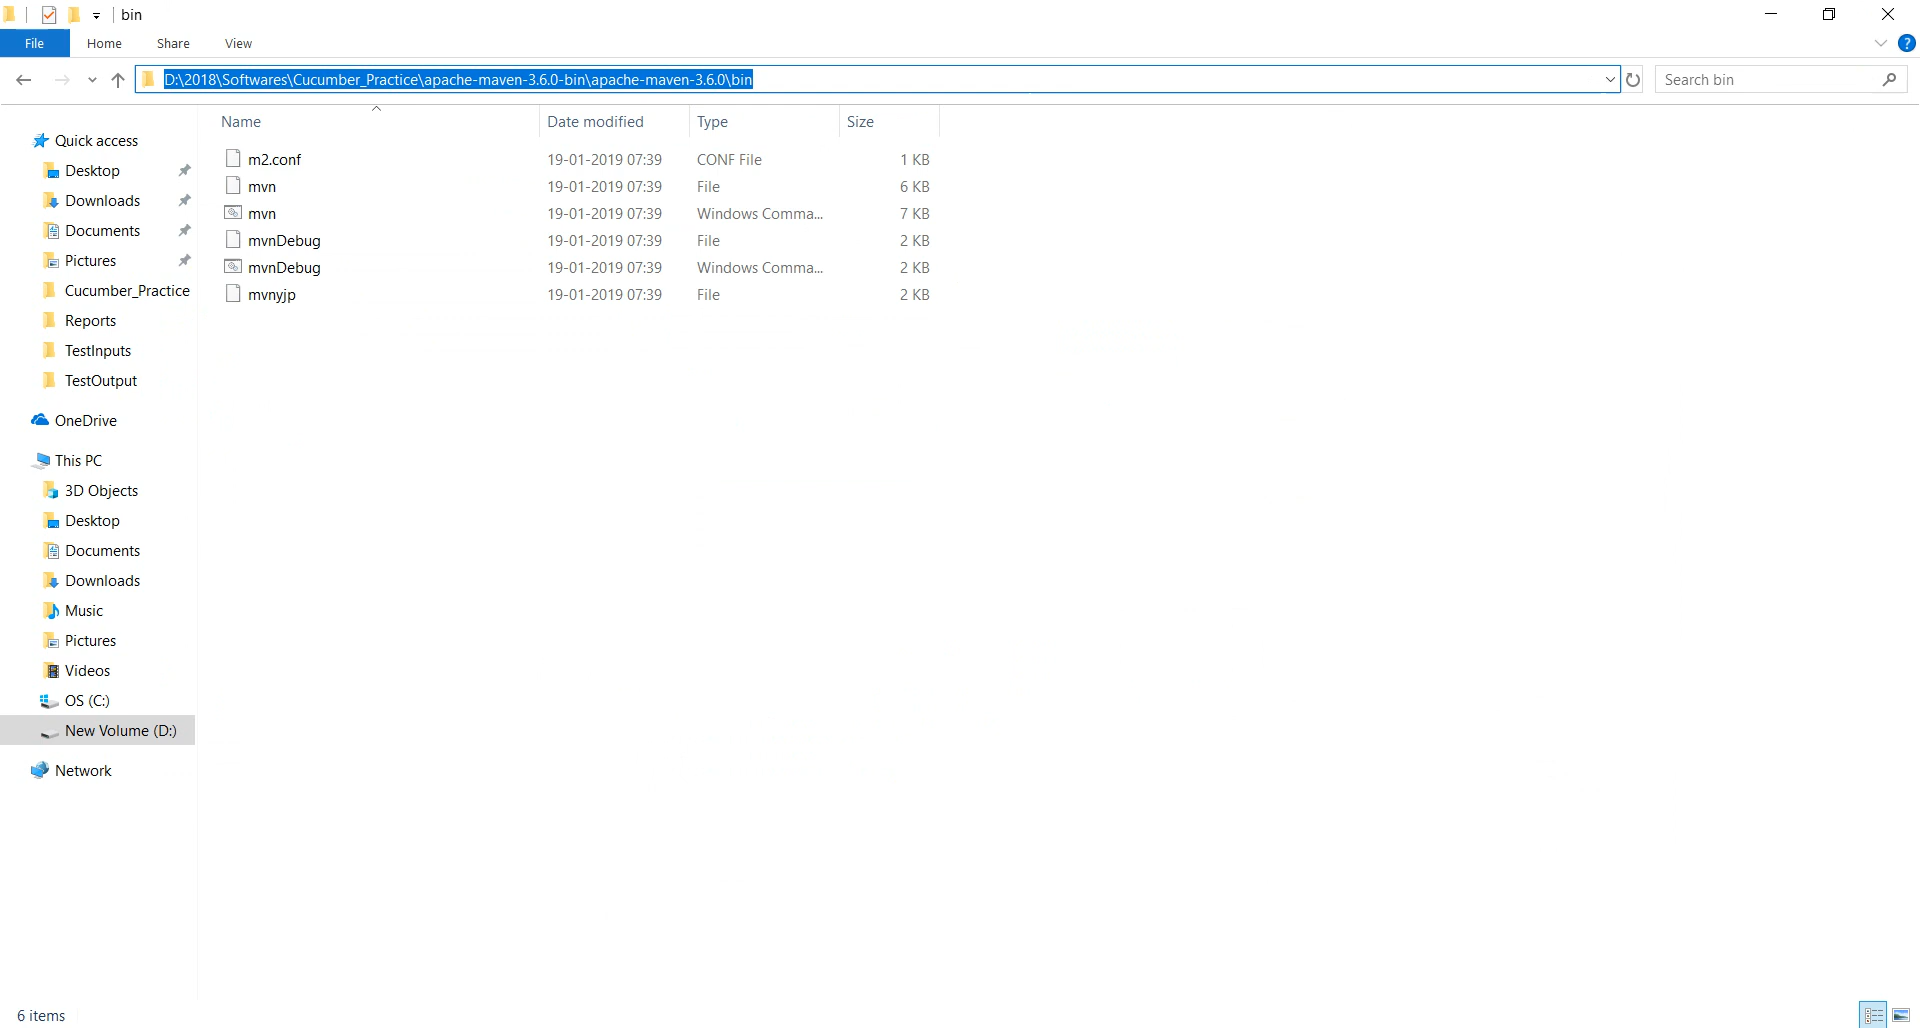 bin
File Home Share View
D:\2018\Softwares\Cucumber_Practice\apache-maven-3.6.0-bin\apache-maven-3.6.0\bin
Search bin
Name Date modified Type Size
m2.conf 19-01-2019 07:39 CONF File 1 KB
mvn 19-01-2019 07:39 File 6 KB
mvn 19-01-2019 07:39 Windows Comma... 7 KB
mvnDebug 19-01-2019 07:39 File 2 KB
mvnDebug 19-01-2019 07:39 Windows Comma... 2 KB
mvnyjp 19-01-2019 07:39 File 2 KB
Quick access
Desktop
Downloads
Documents
Pictures
Cucumber_Practice
Reports
TestInputs
TestOutput
OneDrive
This PC
3D Objects
Desktop
Documents
Downloads
Music
Pictures
Videos
OS (C:)
New Volume (D:)
Network
6 items